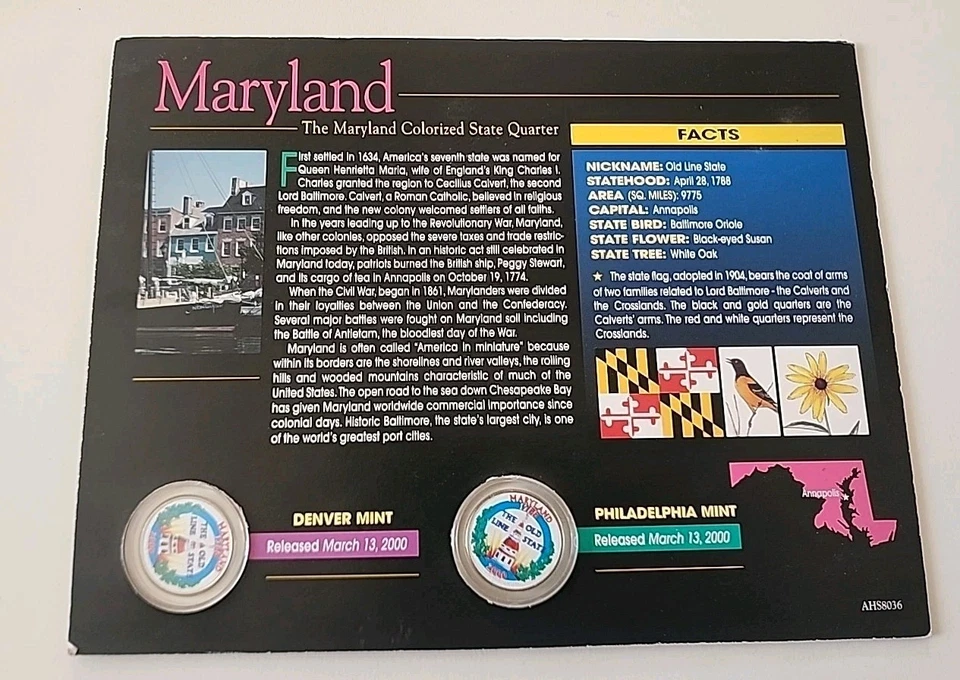 Maryland
The Maryland Colorized State Quarter
First settled in 1634, America's seventh state was named for
Queen Henrietta Maria, wife of England's King Charles I.
Charles granted the region to Cecilius Calvert, the second
Lord Baltimore. Calvert, a Roman Catholic, believed in religious
freedom, and the new colony welcomed settlers of all faiths.
In the years leading up to the Revolutionary War, Maryland,
like other colonies, opposed the severe taxes and trade restric-
tions imposed by the British. In an historic act still celebrated in
Maryland today, patriots burned the British ship, Peggy Stewart,
and its cargo of tea in Annapolis on October 19, 1774.
When the Civil War, began in 1861, Marylanders were divided
in their loyalties between the Union and the Confederacy.
Several major battles were fought on Maryland soil including
the Battle of Antietam, the bloodiest day of the War.
Maryland is often called "America in miniature" because
within its borders are the shorelines and river valleys, the rolling
hills and wooded mountains characteristic of much of the
United States. The open road to the sea down Chesapeake Bay
has given Maryland worldwide commercial importance since
colonial days. Historic Baltimore, the state's largest city, is one
of the world's greatest port cities.
FACTS
NICKNAME: Old Line State
STATEHOOD: April 28, 1788
AREA (SQ. MILES): 9775
CAPITAL: Annapolis
STATE BIRD: Baltimore Oriole
STATE FLOWER: Black-eyed Susan
STATE TREE: White Oak
★ The state flag, adopted in 1904, bears the coat of arms
of two families related to Lord Baltimore - the Calverts and
the Crosslands. The black and gold quarters are the
Calverts' arms. The red and white quarters represent the
Crosslands.
Annapolis
DENVER MINT
Released March 13, 2000
MARYLAND
THE OLD
LINE STATE
PHILADELPHIA MINT
Released March 13, 2000
MARYLAND
1788
THE OLD
LINE STATE
2000
AHS8036